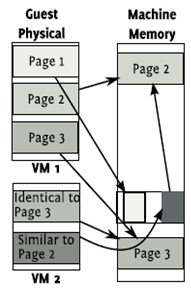 Guest
Physical
Machine
Memory
Page 1
Page 2
Page 3
VM 1
Identical to
Page 3
Similar to
Page 2
VM 2
Page 2
Page 3